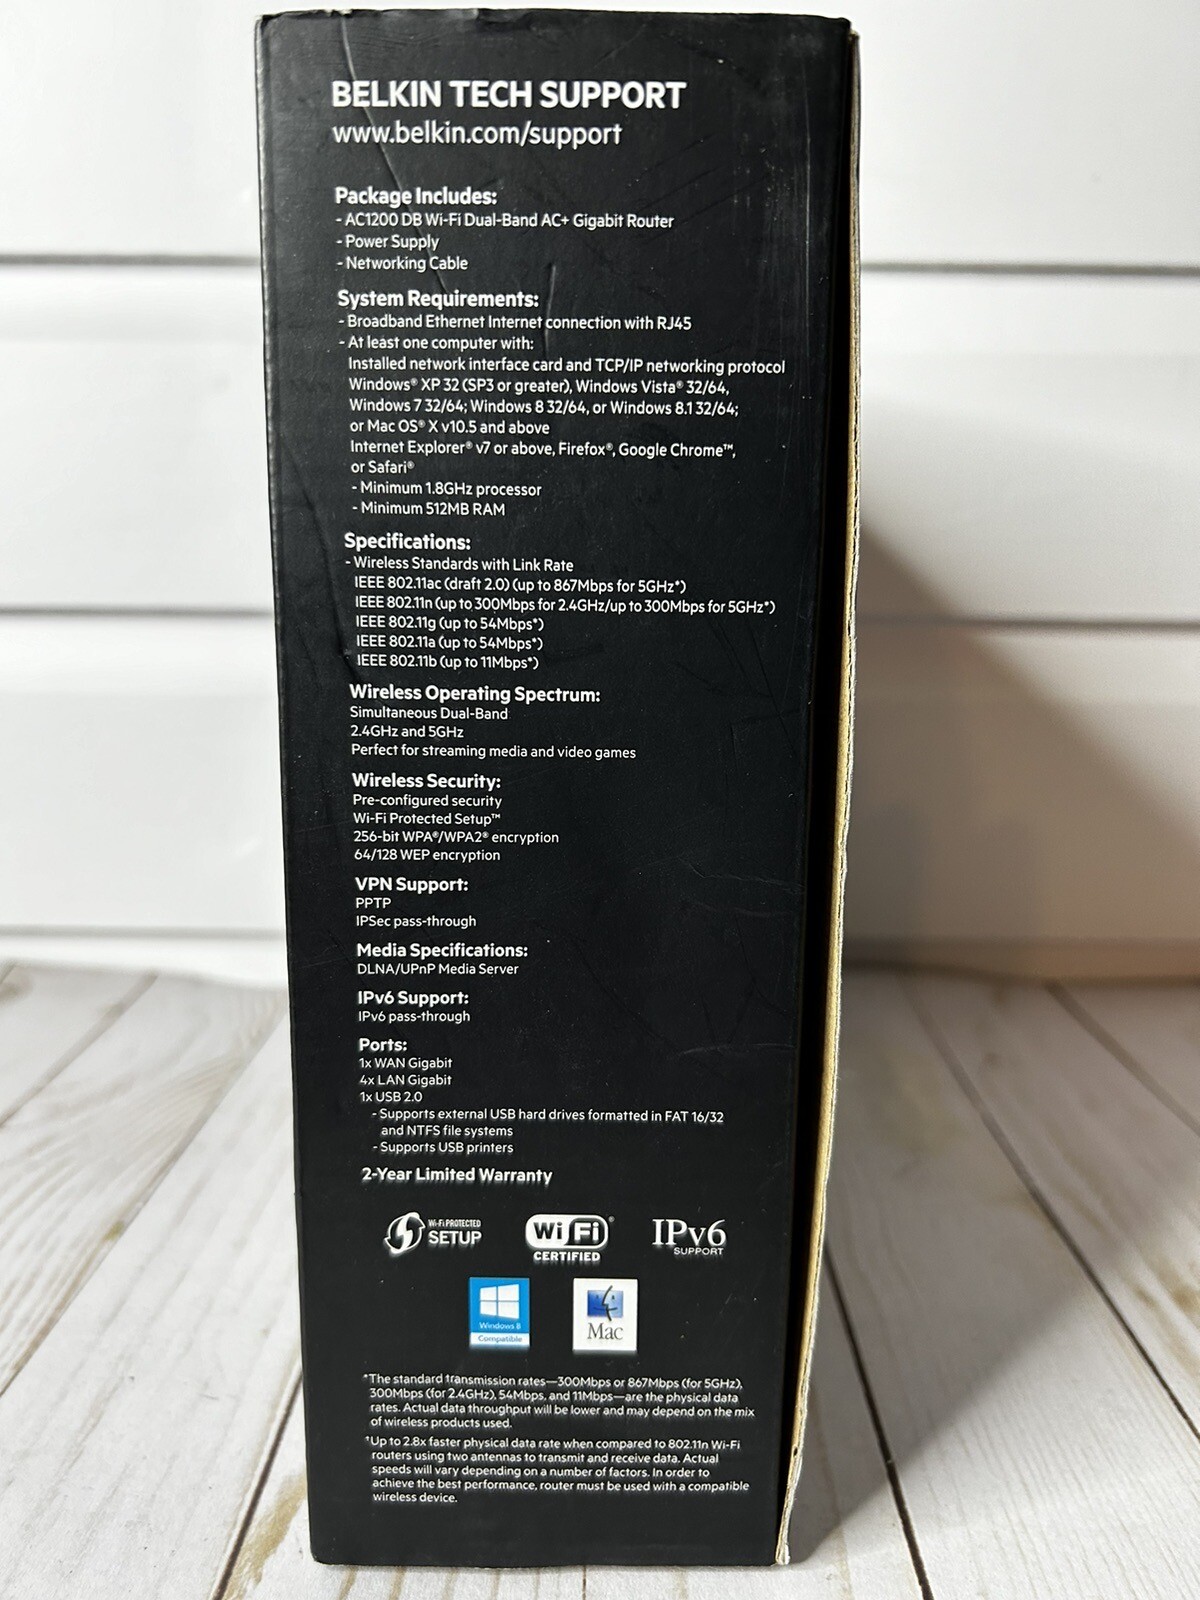 BELKIN TECH SUPPORT
www.belkin.com/support
Package Includes:
- AC1200 DB Wi-Fi Dual-Band AC+ Gigabit Router
- Power Supply
- Networking Cable
System Requirements:
- Broadband Ethernet Internet connection with RJ45
- At least one computer with:
Installed network interface card and TCP/IP networking protocol
Windows® XP 32 (SP3 or greater), Windows Vista® 32/64,
Windows 7 32/64; Windows 8 32/64, or Windows 8.1 32/64;
or Mac OS® X v10.5 and above
Internet Explorer® v7 or above, Firefox®, Google Chrome™,
or Safari®
- Minimum 1.8GHz processor
- Minimum 512MB RAM
Specifications:
- Wireless Standards with Link Rate
IEEE 802.11ac (draft 2.0) (up to 867Mbps for 5GHz*)
IEEE 802.11n (up to 300Mbps for 2.4GHz/up to 300Mbps for 5GHz*)
IEEE 802.11g (up to 54Mbps*)
IEEE 802.11a (up to 54Mbps*)
IEEE 802.11b (up to 11Mbps*)
Wireless Operating Spectrum:
Simultaneous Dual-Band
2.4GHz and 5GHz
Perfect for streaming media and video games
Wireless Security:
Pre-configured security
Wi-Fi Protected Setup™
256-bit WPA®/WPA2® encryption
64/128 WEP encryption
VPN Support:
PPTP
IPSec pass-through
Media Specifications:
DLNA/UPnP Media Server
IPv6 Support:
IPv6 pass-through
Ports:
1x WAN Gigabit
4x LAN Gigabit
1x USB 2.0
- Supports external USB hard drives formatted in FAT 16/32
and NTFS file systems
- Supports USB printers
2-Year Limited Warranty
Wi-Fi PROTECTED
SETUP
Wi Fi®
CERTIFIED
IPv6
SUPPORT
Windows 8
Compatible
Mac
*The standard transmission rates—300Mbps or 867Mbps (for 5GHz),
300Mbps (for 2.4GHz), 54Mbps, and 11Mbps—are the physical data
rates. Actual data throughput will be lower and may depend on the mix
of wireless products used.
†Up to 2.8x faster physical data rate when compared to 802.11n Wi-Fi
routers using two antennas to transmit and receive data. Actual
speeds will vary depending on a number of factors. In order to
achieve the best performance, router must be used with a compatible
wireless device.